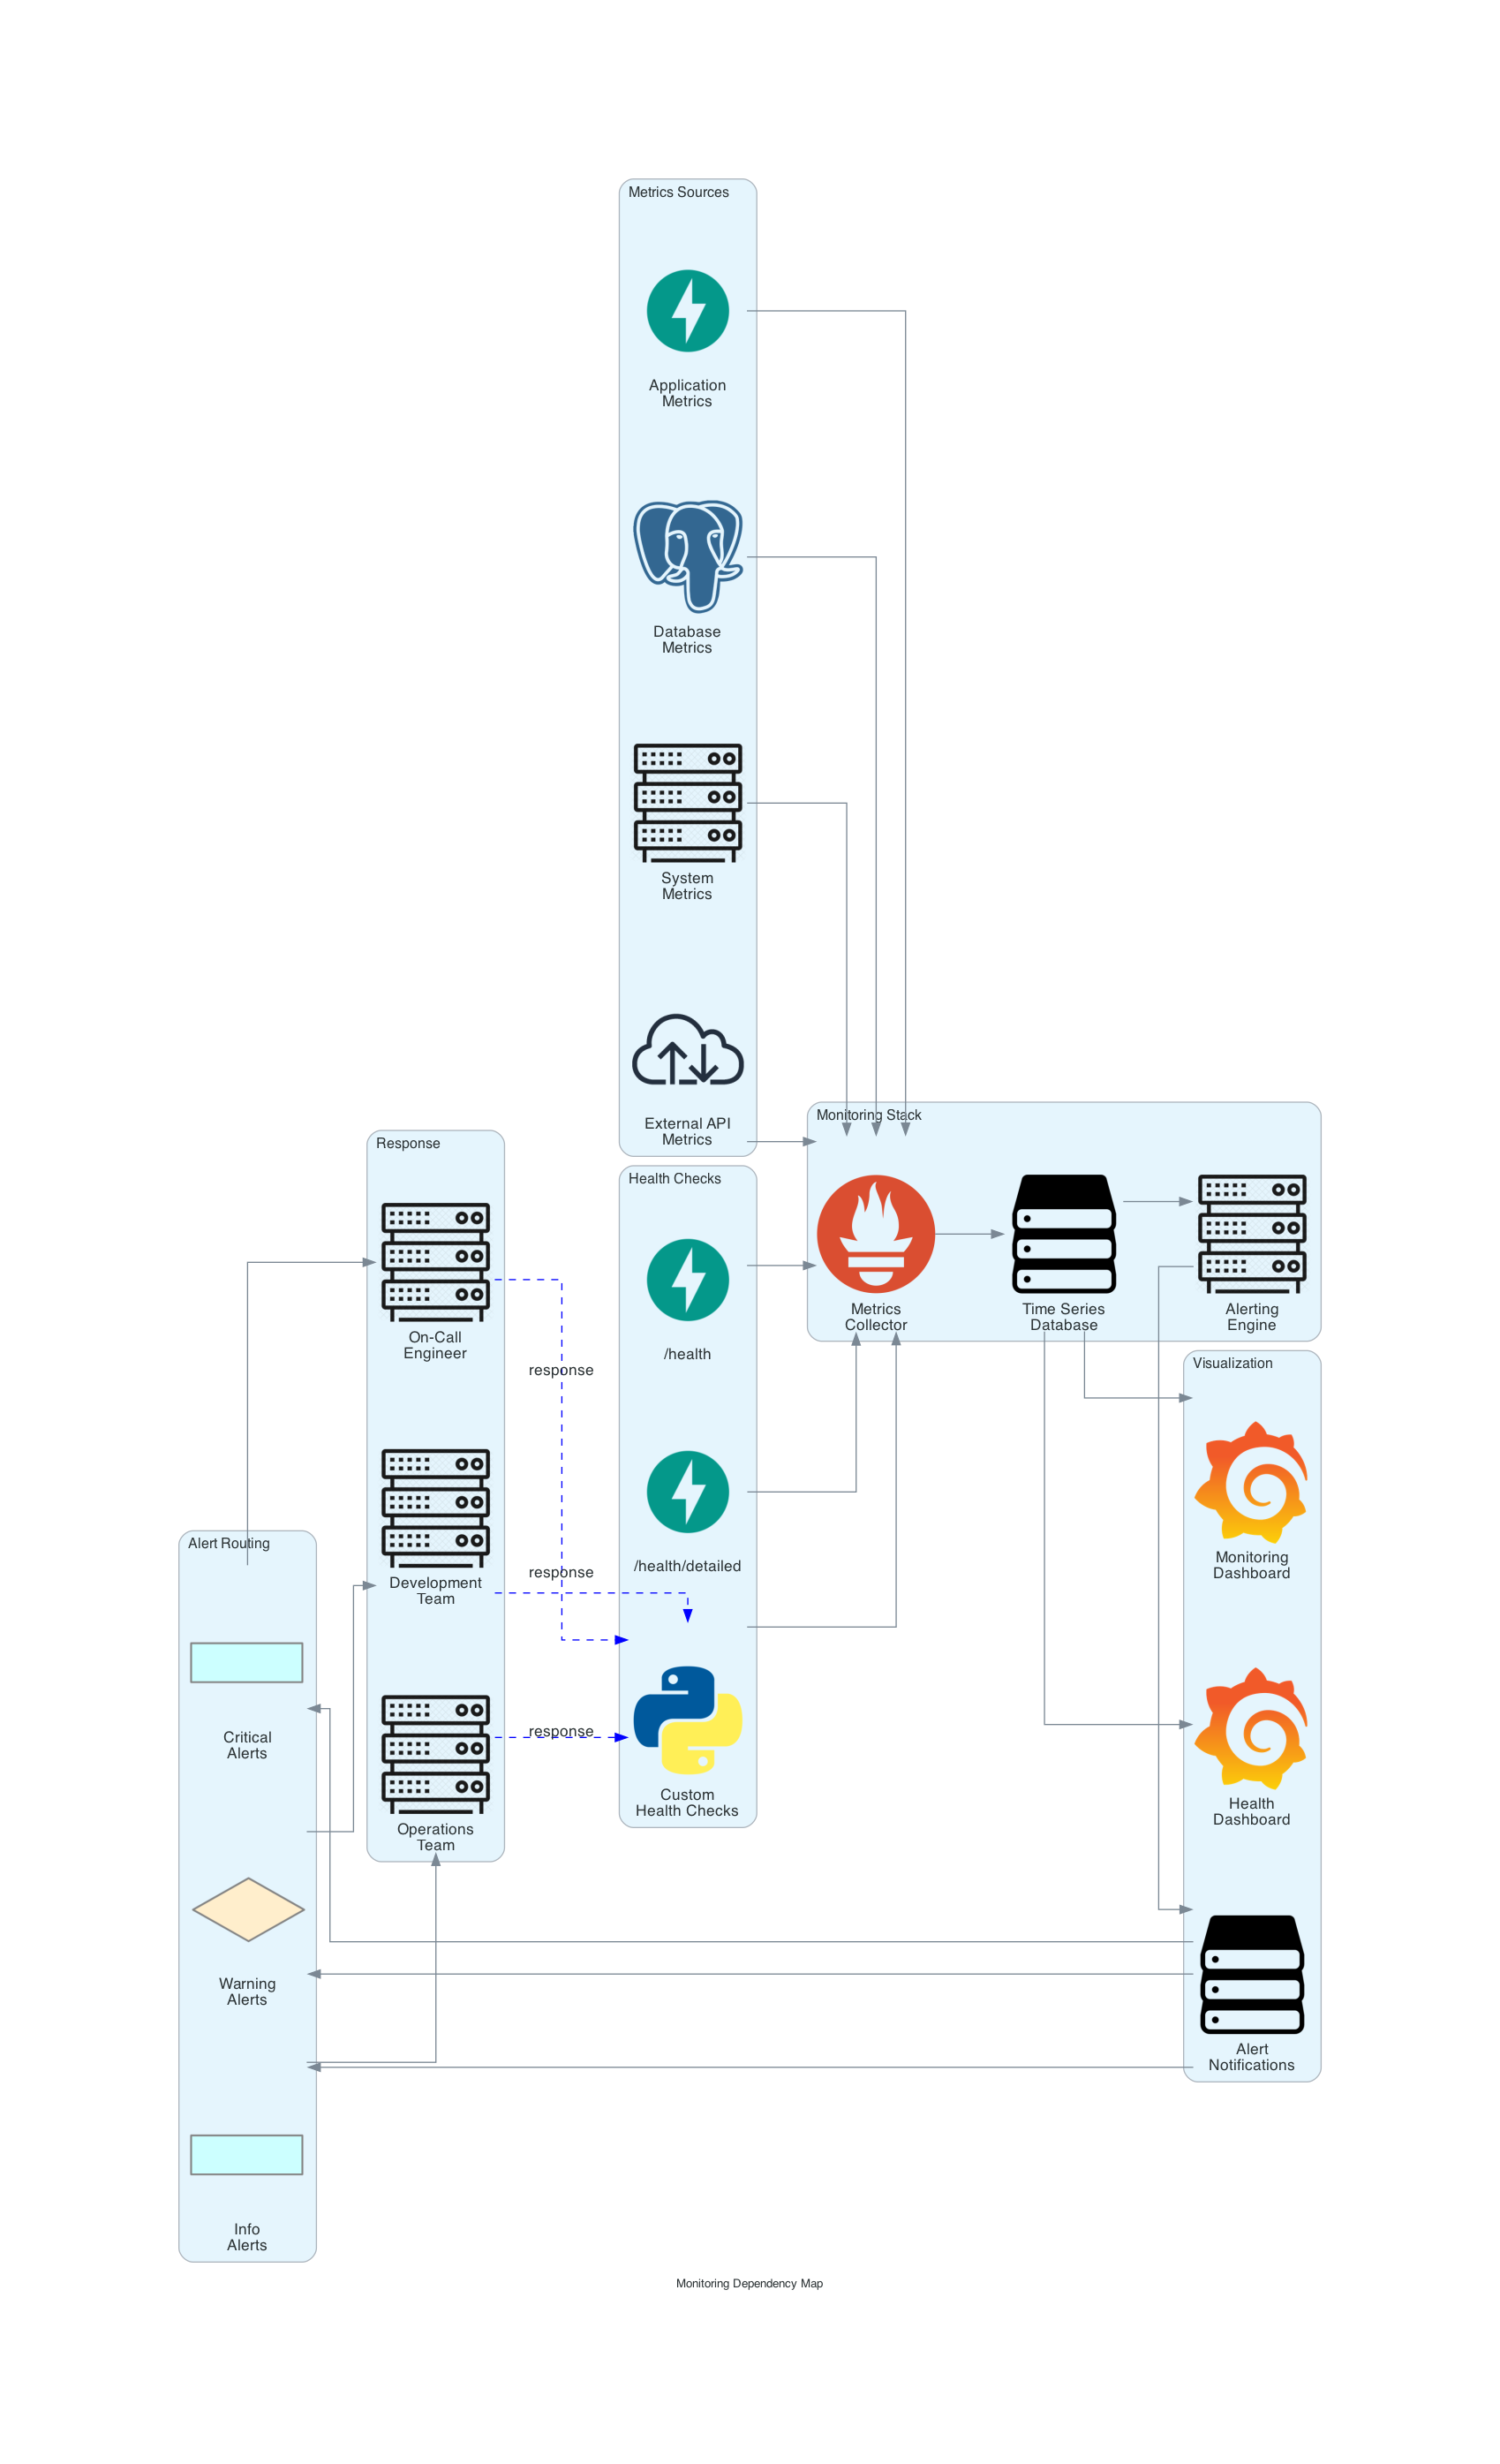 Metrics Sources
Application
Metrics
Database
Metrics
System
Metrics
External API
Metrics
Monitoring Stack
Metrics
Collector
Time Series
Database
Alerting
Engine
Response
On-Call
Engineer
Development
Team
Operations
Team
response
response
response
Health Checks
/health
/health/detailed
Custom
Health Checks
Visualization
Monitoring
Dashboard
Health
Dashboard
Alert
Notifications
Alert Routing
Critical
Alerts
Warning
Alerts
Info
Alerts
Monitoring Dependency Map